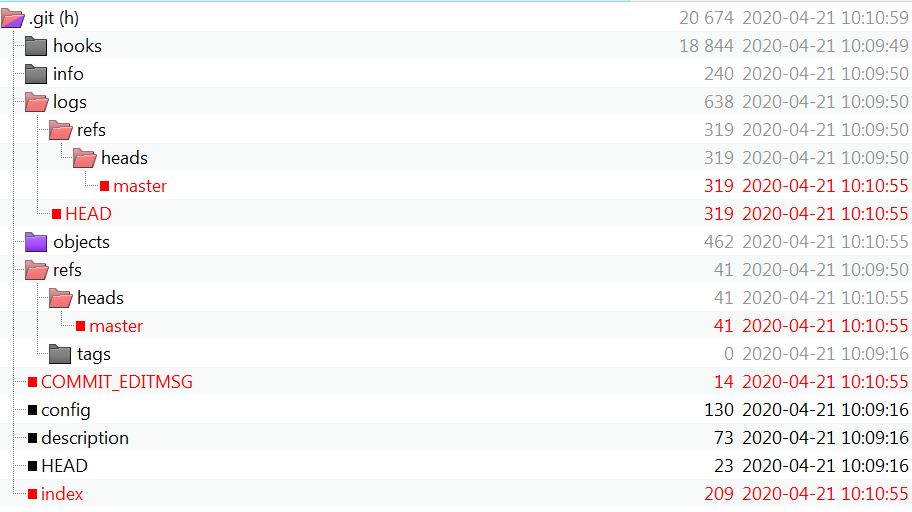 .git (h) 20 674 2020-04-21 10:10:59
hooks 18 844 2020-04-21 10:09:49
info 240 2020-04-21 10:09:50
logs 638 2020-04-21 10:09:50
refs 319 2020-04-21 10:09:50
heads 319 2020-04-21 10:09:50
master 319 2020-04-21 10:10:55
HEAD 319 2020-04-21 10:10:55
objects 462 2020-04-21 10:10:55
refs 41 2020-04-21 10:09:50
heads 41 2020-04-21 10:10:55
master 41 2020-04-21 10:10:55
tags 0 2020-04-21 10:09:16
COMMIT_EDITMSG 14 2020-04-21 10:10:55
config 130 2020-04-21 10:09:16
description 73 2020-04-21 10:09:16
HEAD 23 2020-04-21 10:09:16
index 209 2020-04-21 10:10:55